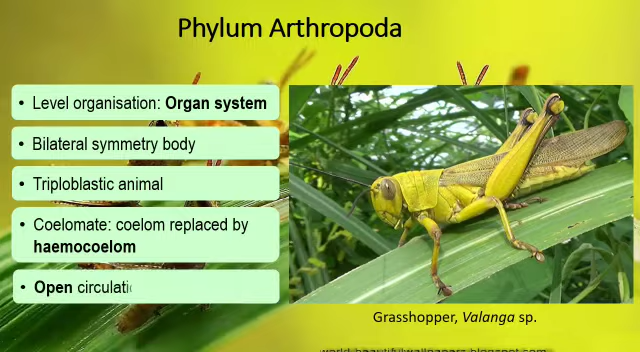 Phylum Arthropoda
• Level organisation: Organ system
• Bilateral symmetry body
• Triploblastic animal
• Coelomate: coelom replaced by
haemocoelom
• Open
Grasshopper, Valanga sp.